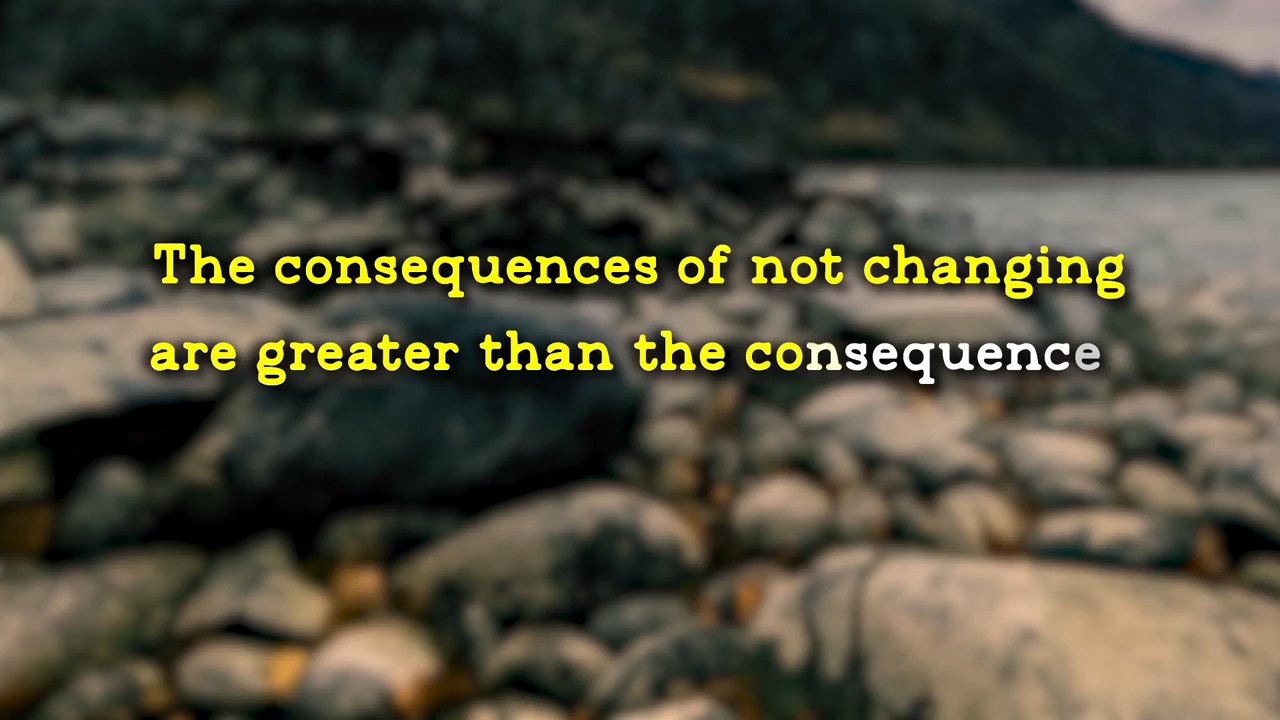 The consequences of not changing
are greater than the consequence